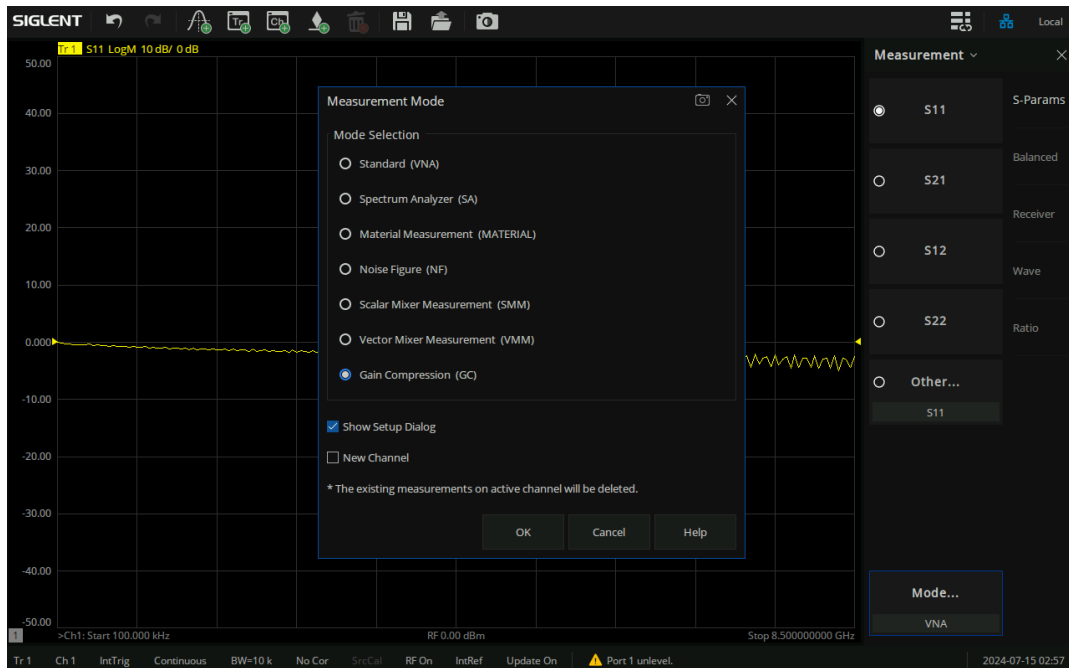 SIGLENT
Tr
Ch
Local
Tr 1 S11 LogM 10 dB/ 0 dB
50.00
40.00
30.00
20.00
10.00
0.000
-10.00
-20.00
-30.00
-40.00
-50.00
Measurement Mode
Mode Selection
Standard (VNA)
Spectrum Analyzer (SA)
Material Measurement (MATERIAL)
Noise Figure (NF)
Scalar Mixer Measurement (SMM)
Vector Mixer Measurement (VMM)
Gain Compression (GC)
Show Setup Dialog
New Channel
* The existing measurements on active channel will be deleted.
OK Cancel Help
Measurement
S11
S21
S12
S22
Other...
S11
Mode...
VNA
S-Params
Balanced
Receiver
Wave
Ratio
1 >Ch1: Start 100.000 kHz RF 0.00 dBm Stop 8.500000000 GHz
Tr 1 Ch 1 IntTrig Continuous BW=10 k No Cor SrcCal RF On IntRef Update On Port 1 unlevel. 2024-07-15 02:57